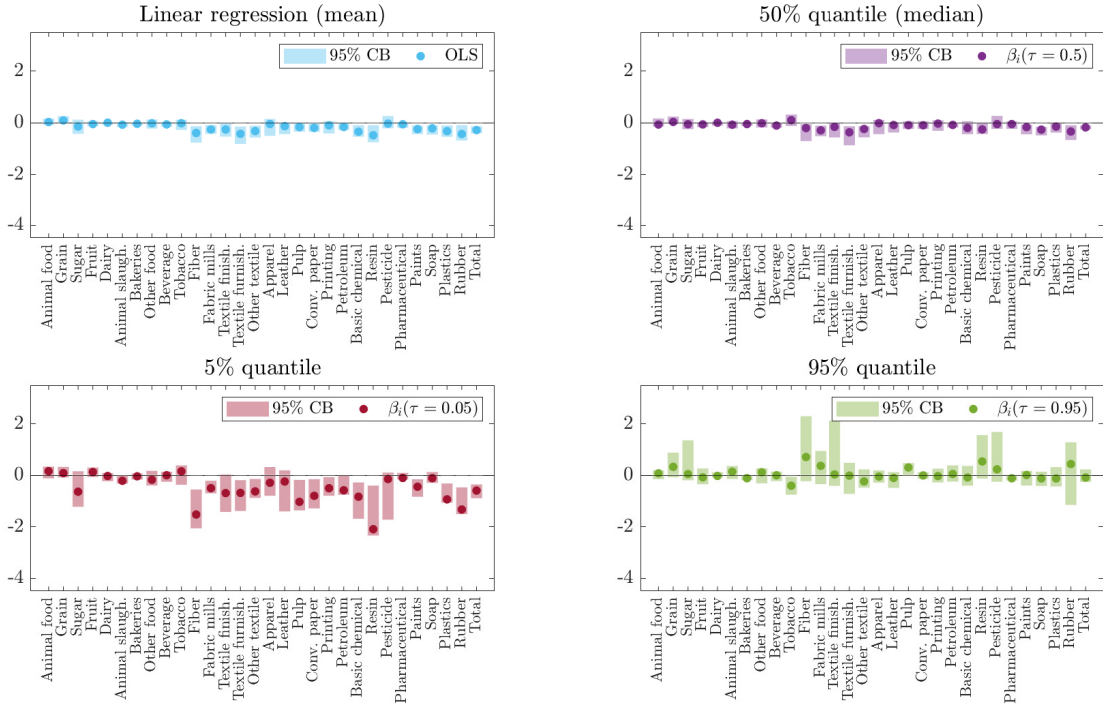 Linear regression (mean)
95% CB
OLS
2
0
-2
-4
Animal food
Grain
Sugar
Fruit
Dairy
Animal slaugh.
Bakeries
Other food
Beverage
Tobacco
Fiber
Fabric mills
Textile finish.
Textile furnish.
Other textile
Apparel
Leather
Pulp
Conv. paper
Printing
Petroleum
Basic chemical
Resin
Pesticide
Pharmaceutical
Paints
Soap
Plastics
Rubber
Total
50% quantile (median)
95% CB
βi(τ = 0.5)
2
0
-2
-4
Animal food
Grain
Sugar
Fruit
Dairy
Animal slaugh.
Bakeries
Other food
Beverage
Tobacco
Fiber
Fabric mills
Textile finish.
Textile furnish.
Other textile
Apparel
Leather
Pulp
Conv. paper
Printing
Petroleum
Basic chemical
Resin
Pesticide
Pharmaceutical
Paints
Soap
Plastics
Rubber
Total
5% quantile
95% CB
βi(τ = 0.05)
2
0
-2
-4
Animal food
Grain
Sugar
Fruit
Dairy
Animal slaugh.
Bakeries
Other food
Beverage
Tobacco
Fiber
Fabric mills
Textile finish.
Textile furnish.
Other textile
Apparel
Leather
Pulp
Conv. paper
Printing
Petroleum
Basic chemical
Resin
Pesticide
Pharmaceutical
Paints
Soap
Plastics
Rubber
Total
95% quantile
95% CB
βi(τ = 0.95)
2
0
-2
-4
Animal food
Grain
Sugar
Fruit
Dairy
Animal slaugh.
Bakeries
Other food
Beverage
Tobacco
Fiber
Fabric mills
Textile finish.
Textile furnish.
Other textile
Apparel
Leather
Pulp
Conv. paper
Printing
Petroleum
Basic chemical
Resin
Pesticide
Pharmaceutical
Paints
Soap
Plastics
Rubber
Total